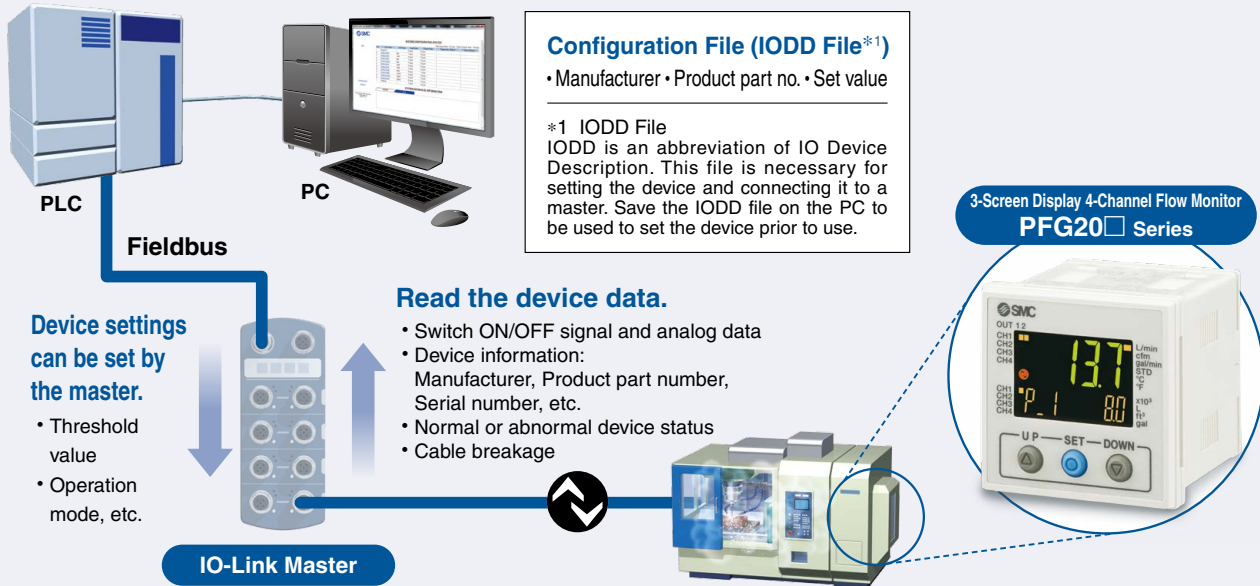 PLC
PC
Fieldbus
Configuration File (IODD File*1)
• Manufacturer • Product part no. • Set value
*1 IODD File
IODD is an abbreviation of IO Device
Description. This file is necessary for
setting the device and connecting it to a
master. Save the IODD file on the PC to
be used to set the device prior to use.
3-Screen Display 4-Channel Flow Monitor
PFG20□ Series
Device settings
can be set by
the master.
• Threshold
value
• Operation
mode, etc.
Read the device data.
• Switch ON/OFF signal and analog data
• Device information:
Manufacturer, Product part number,
Serial number, etc.
• Normal or abnormal device status
• Cable breakage
IO-Link Master
SMC
SMC
OUT 1 2
CH1
CH2
CH3
CH4
13.7
L/min
cfm
gal/min
STD
°C
°F
CH1
CH2
CH3
CH4
P_1
8.0
x10³
L
ft³
gal
UP
SET
DOWN